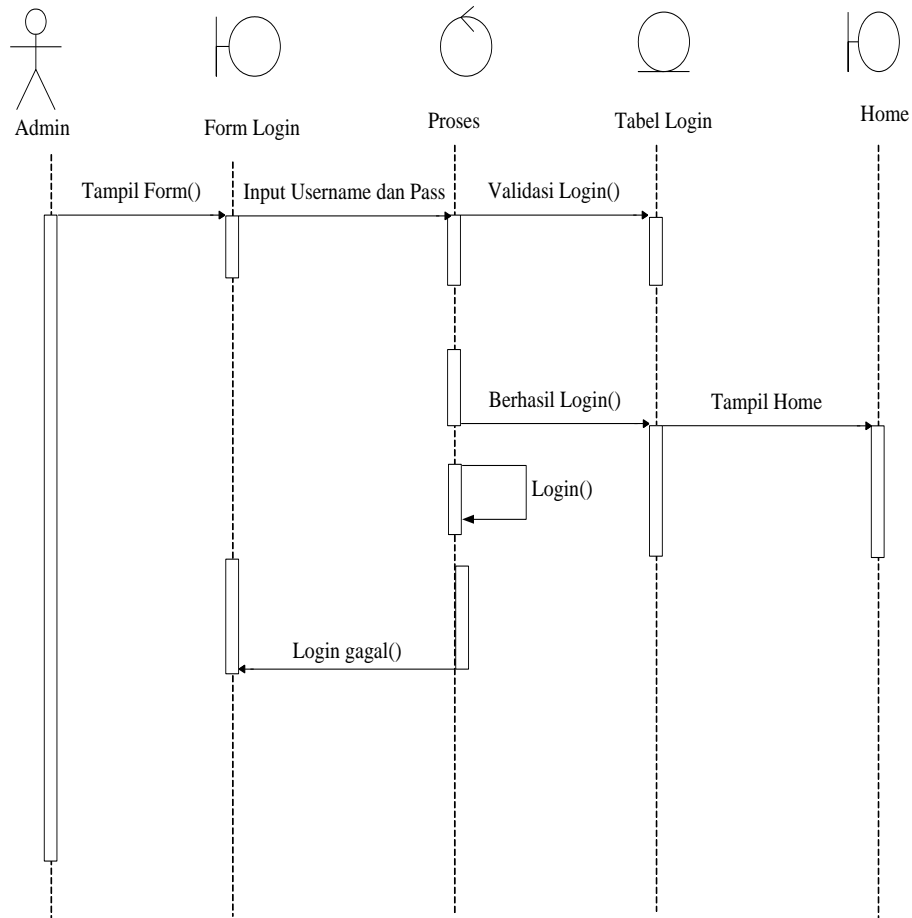 Admin
Form Login
Proses
Tabel Login
Home
Tampil Form()
Input Username dan Pass
Validasi Login()
Berhasil Login()
Tampil Home
Login()
Login gagal()